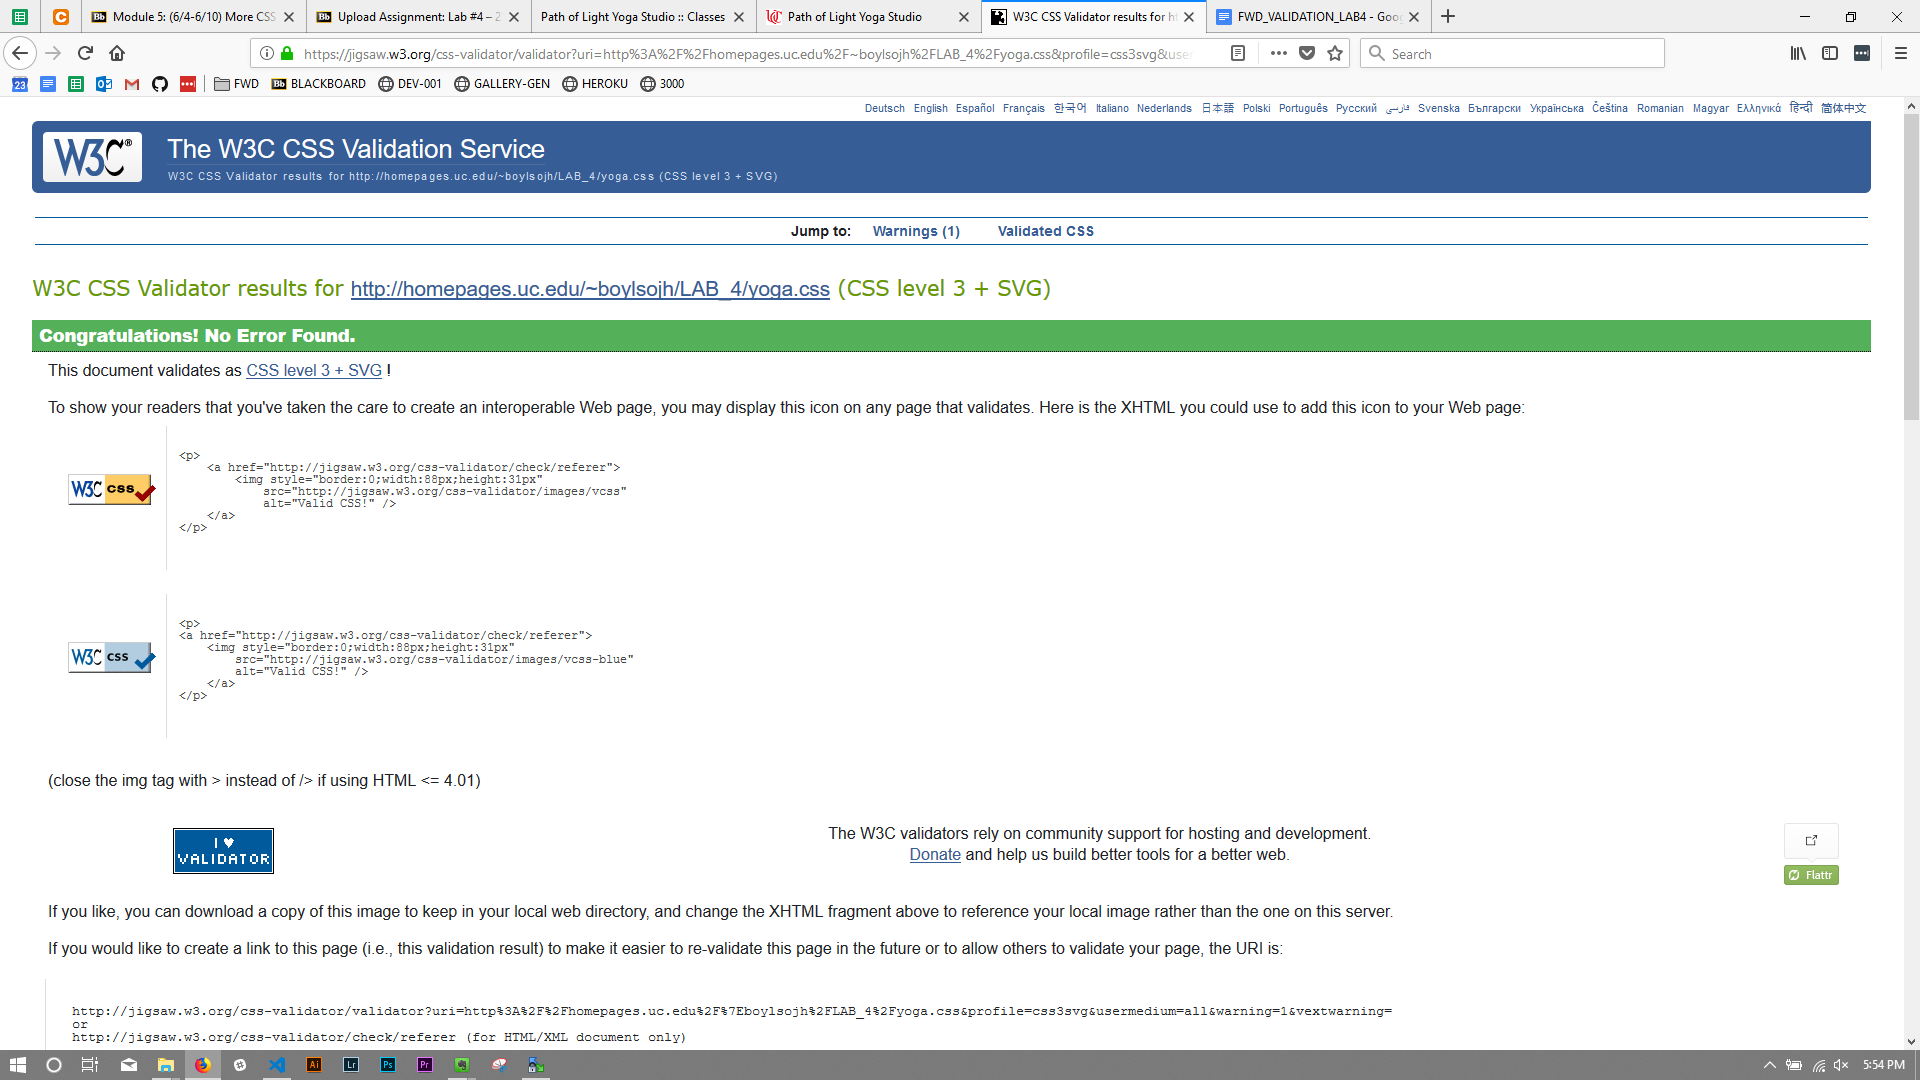 Module 5: (6/4-6/10) More CSS
Upload Assignment: Lab #4 – 2
Path of Light Yoga Studio :: Classes
Path of Light Yoga Studio
W3C CSS Validator results for ht
FWD_VALIDATION_LAB4 - Goo
https://jigsaw.w3.org/css-validator/validator?uri=http%3A%2F%2Fhomepages.uc.edu%2F~boylsojh%2FLAB_4%2Fyoga.css&profile=css3svg&use
Search
FWD BLACKBOARD DEV-001 GALLERY-GEN HEROKU 3000
Deutsch English Español Français 한국어 Italiano Nederlands 日本語 Polski Português Русский فارسی Svenska Български Українська Čeština Romanian Magyar Ελληνικά हिन्दी 简体中文
W3C®
The W3C CSS Validation Service
W3C CSS Validator results for http://homepages.uc.edu/~boylsojh/LAB_4/yoga.css (CSS level 3 + SVG)
Jump to: Warnings (1) Validated CSS
W3C CSS Validator results for http://homepages.uc.edu/~boylsojh/LAB_4/yoga.css (CSS level 3 + SVG)
Congratulations! No Error Found.
This document validates as CSS level 3 + SVG !
To show your readers that you've taken the care to create an interoperable Web page, you may display this icon on any page that validates. Here is the XHTML you could use to add this icon to your Web page:
W3C css
<p>
<a href="http://jigsaw.w3.org/css-validator/check/referer">
<img style="border:0;width:88px;height:31px"
src="http://jigsaw.w3.org/css-validator/images/vcss"
alt="Valid CSS!" />
</a>
</p>
W3C css
<p>
<a href="http://jigsaw.w3.org/css-validator/check/referer">
<img style="border:0;width:88px;height:31px"
src="http://jigsaw.w3.org/css-validator/images/vcss-blue"
alt="Valid CSS!" />
</a>
</p>
(close the img tag with > instead of /> if using HTML <= 4.01)
I ♥
VALIDATOR
The W3C validators rely on community support for hosting and development.
Donate and help us build better tools for a better web.
Flattr
If you like, you can download a copy of this image to keep in your local web directory, and change the XHTML fragment above to reference your local image rather than the one on this server.
If you would like to create a link to this page (i.e., this validation result) to make it easier to re-validate this page in the future or to allow others to validate your page, the URI is:
http://jigsaw.w3.org/css-validator/validator?uri=http%3A%2F%2Fhomepages.uc.edu%2F%7Eboylsojh%2FLAB_4%2Fyoga.css&profile=css3svg&usermedium=all&warning=1&vextwarning=
or
http://jigsaw.w3.org/css-validator/check/referer (for HTML/XML document only)
Ai Lr Ps Pr
5:54 PM